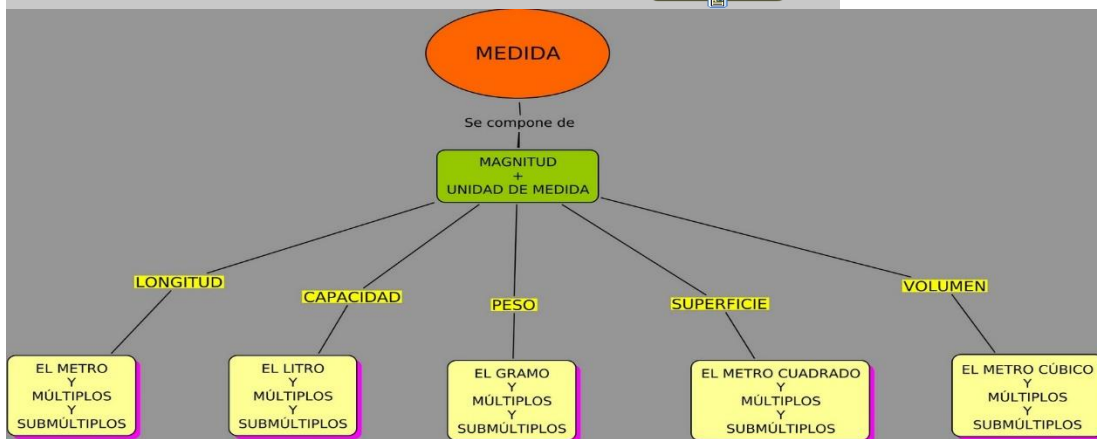 MEDIDA
Se compone de
MAGNITUD
+
UNIDAD DE MEDIDA
LONGITUD
CAPACIDAD
PESO
SUPERFICIE
VOLUMEN
EL METRO
Y
MÚLTIPLOS
Y
SUBMÚLTIPLOS
EL LITRO
Y
MÚLTIPLOS
Y
SUBMÚLTIPLOS
EL GRAMO
Y
MÚLTIPLOS
Y
SUBMÚLTIPLOS
EL METRO CUADRADO
Y
MÚLTIPLOS
Y
SUBMÚLTIPLOS
EL METRO CÚBICO
Y
MÚLTIPLOS
Y
SUBMÚLTIPLOS